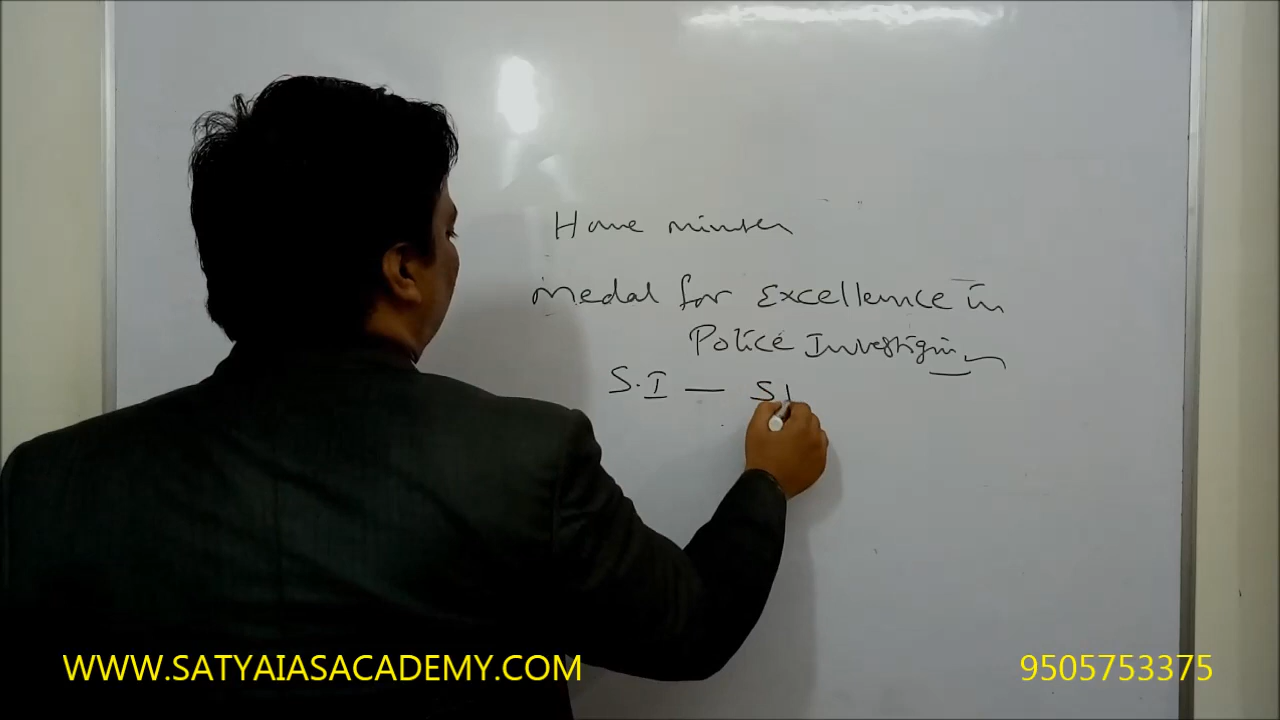 Home minister
medal for Excellence in
Police Investigin
S.I — S
WWW.SATYAIASACADEMY.COM
9505753375